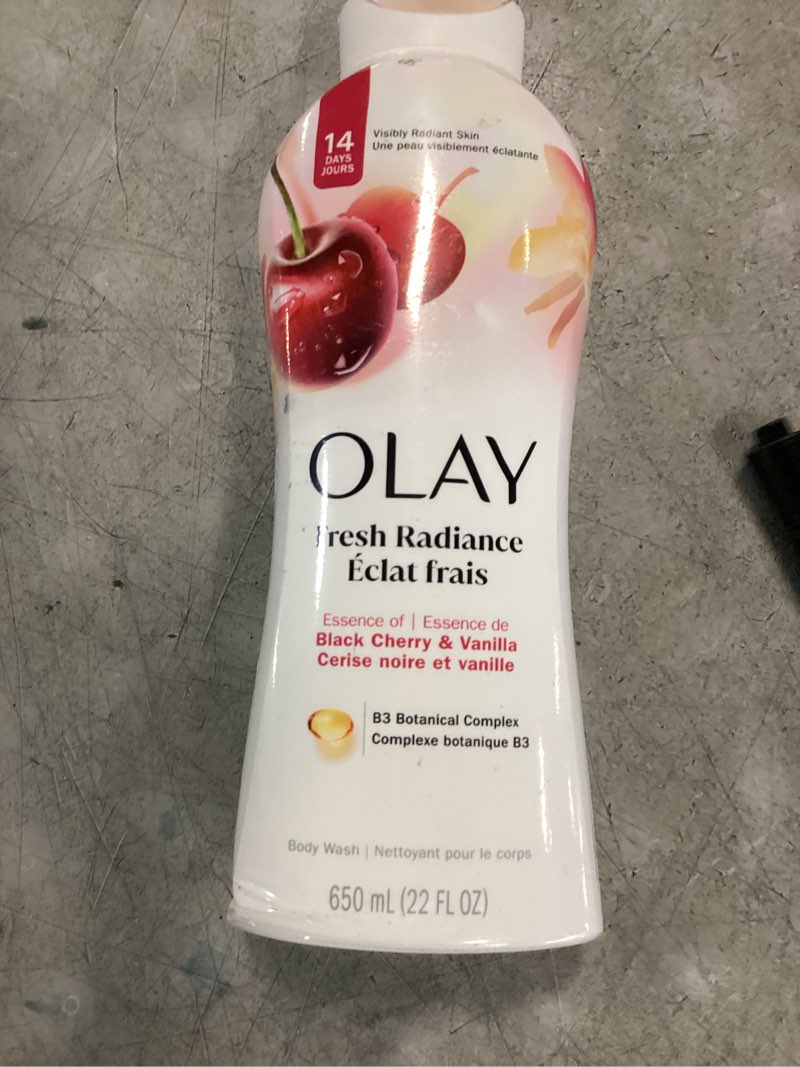 14
DAYS
JOURS
Visibly Radiant Skin
Une peau visiblement éclatante
OLAY
Fresh Radiance
Éclat frais
Essence of | Essence de
Black Cherry & Vanilla
Cerise noire et vanille
B3 Botanical Complex
Complexe botanique B3
Body Wash | Nettoyant pour le corps
650 mL (22 FL OZ)